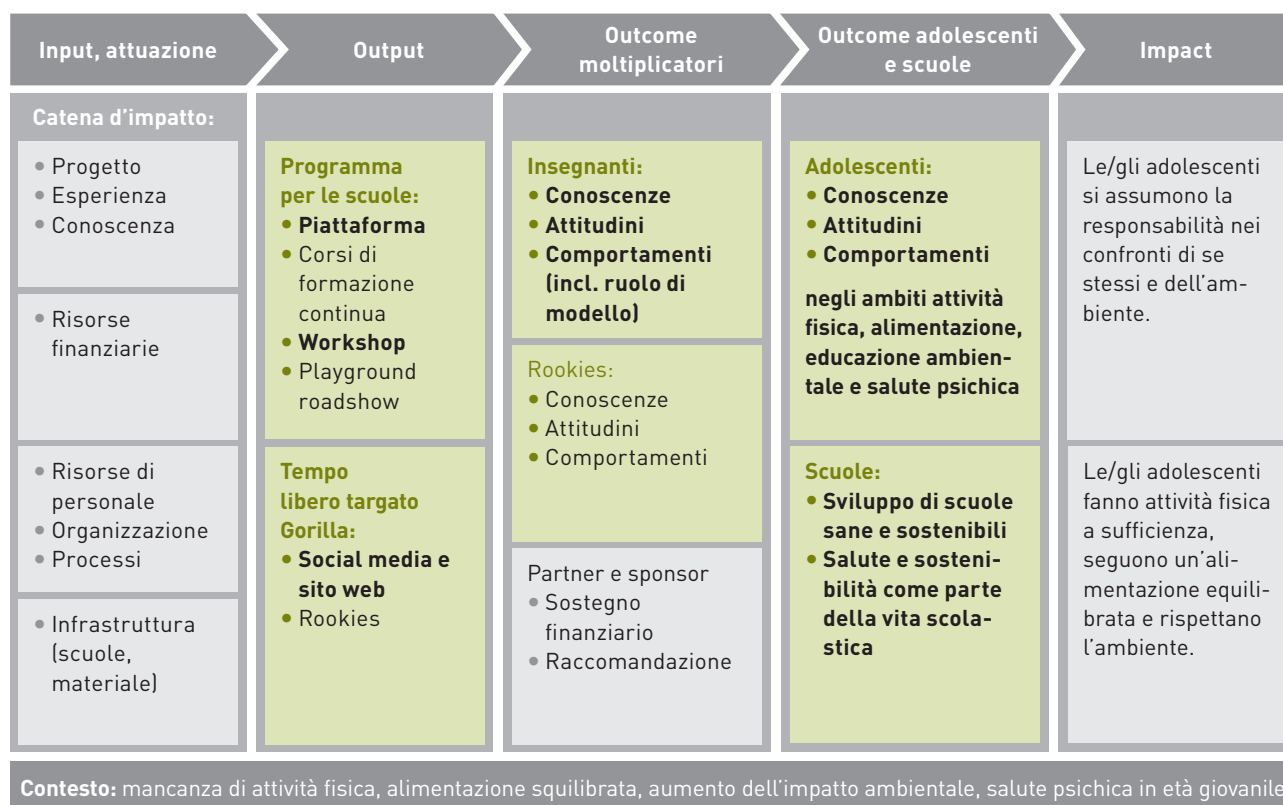 Input, attuazione
Output
Outcome
moltiplicatori
Outcome adolescenti
e scuole
Impact
Catena d'impatto:
• Progetto
• Esperienza
• Conoscenza
• Risorse
finanziarie
• Risorse di
personale
• Organizzazione
• Processi
• Infrastruttura
(scuole,
materiale)
Programma
per le scuole:
• Piattaforma
• Corsi di
formazione
continua
• Workshop
• Playground
roadshow
Tempo
libero targato
Gorilla:
• Social media e
sito web
• Rookies
Insegnanti:
• Conoscenze
• Attitudini
• Comportamenti
(incl. ruolo di
modello)
Rookies:
• Conoscenze
• Attitudini
• Comportamenti
Partner e sponsor
• Sostegno
finanziario
• Raccomandazione
Adolescenti:
• Conoscenze
• Attitudini
• Comportamenti
negli ambiti attività
fisica, alimentazione,
educazione ambien-
tale e salute psichica
Scuole:
• Sviluppo di scuole
sane e sostenibili
• Salute e sosteni-
bilità come parte
della vita scola-
stica
Le/gli adolescenti
si assumono la
responsabilità nei
confronti di se
stessi e dell'am-
biente.
Le/gli adolescenti
fanno attività fisica
a sufficienza,
seguono un'ali-
mentazione equili-
brata e rispettano
l'ambiente.
Contesto: mancanza di attività fisica, alimentazione squilibrata, aumento dell'impatto ambientale, salute psichica in età giovanile